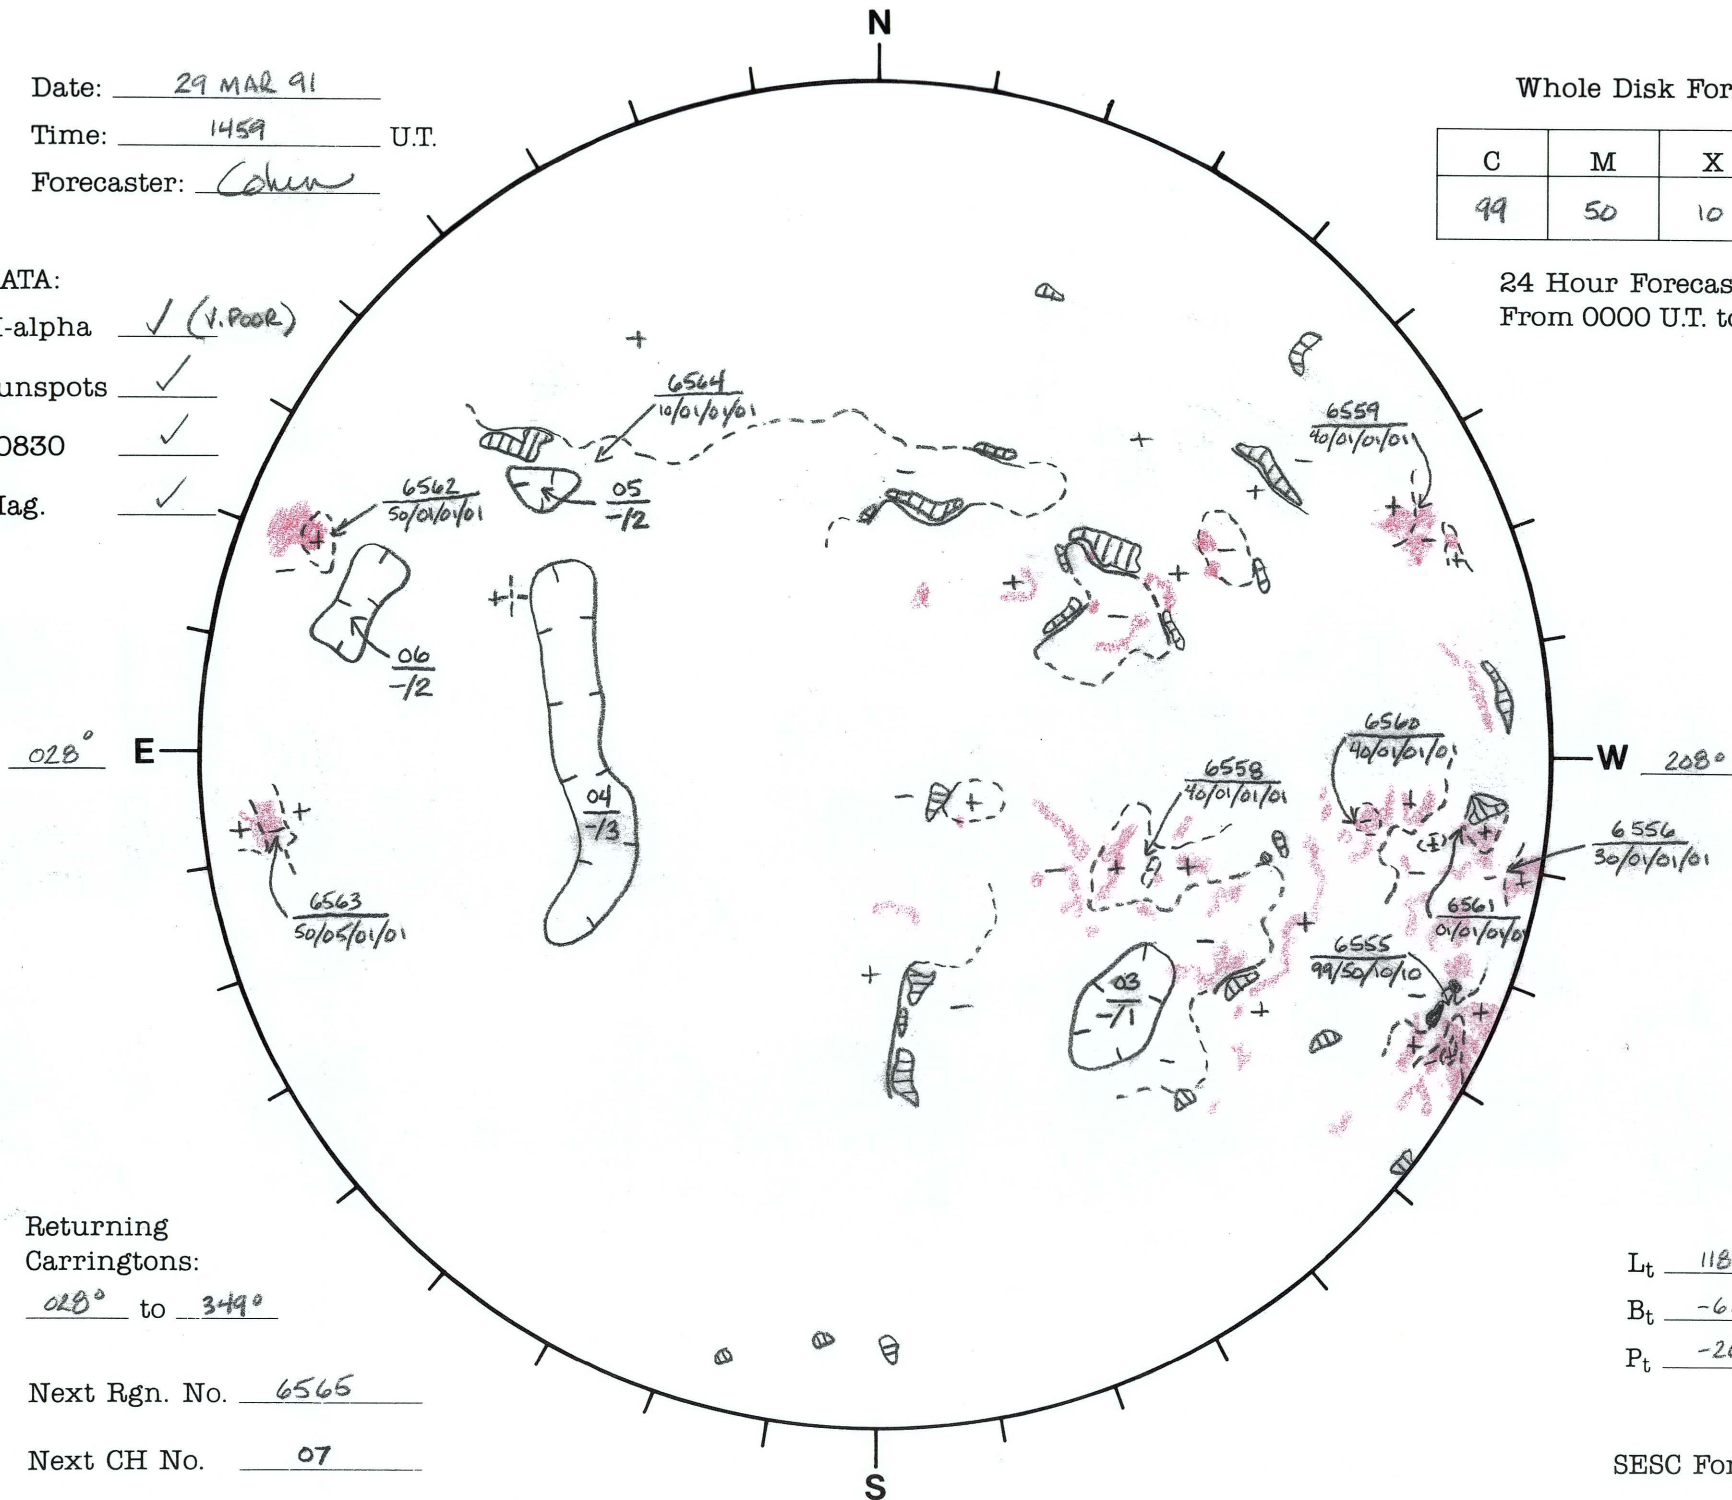 N
Date: 29 MAR 91
Time: 1459 U.T.
Forecaster: Cohen
Whole Disk For
C M X
99 50 10
24 Hour Forecas
From 0000 U.T. to
ATA:
I-alpha ✓ (V.POOR)
unspots ✓
0830 ✓
lag. ✓
6564
10/01/01/01
6559
40/01/01/01
6562
50/01/01/01
05
-/2
06
-/2
028° E
W 208°
6560
40/01/01/01
6558
40/01/01/01
04
-/3
6556
30/01/01/01
6563
50/05/01/01
6561
01/01/01/01
6555
99/50/10/10
03
-/1
Returning
Carringtons:
028° to 349°
Lt 118
Bt -6
Pt -20
Next Rgn. No. 6565
Next CH No. 07
SESC For
S